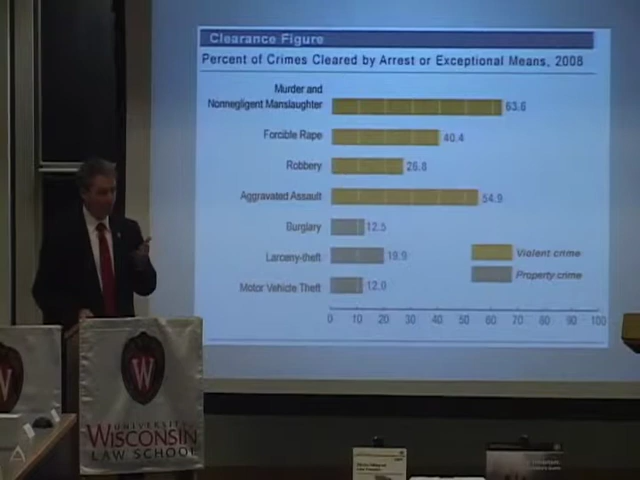 Clearance Figure
Percent of Crimes Cleared by Arrest or Exceptional Means, 2008
Murder and
Nonnegligent Manslaughter 63.6
Forcible Rape 40.4
Robbery 26.8
Aggravated Assault 54.9
Burglary 12.5
Larceny-theft 19.9
Motor Vehicle Theft 12.0
Violent crime
Property crime
0 10 20 30 40 50 60 70 80 90 100
W
W
UNIVERSITY
WISCONSIN
LAW SCHOOL